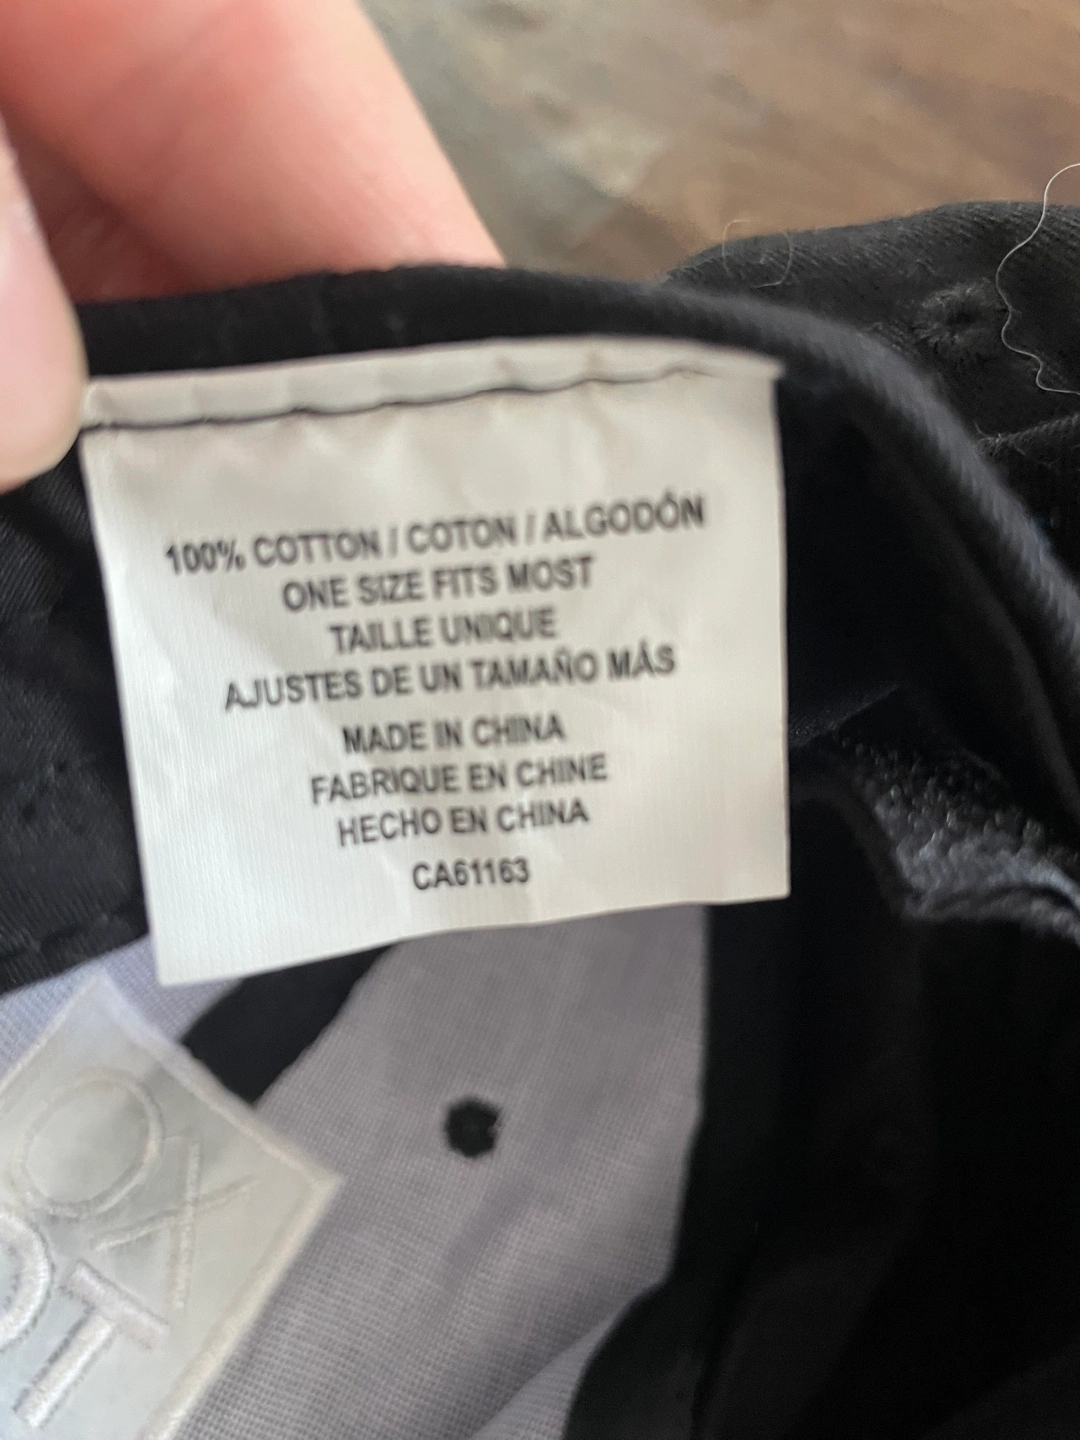 100% COTTON / COTON / ALGODÓN
ONE SIZE FITS MOST
TAILLE UNIQUE
AJUSTES DE UN TAMAÑO MÁS
MADE IN CHINA
FABRIQUE EN CHINE
HECHO EN CHINA
CA61163